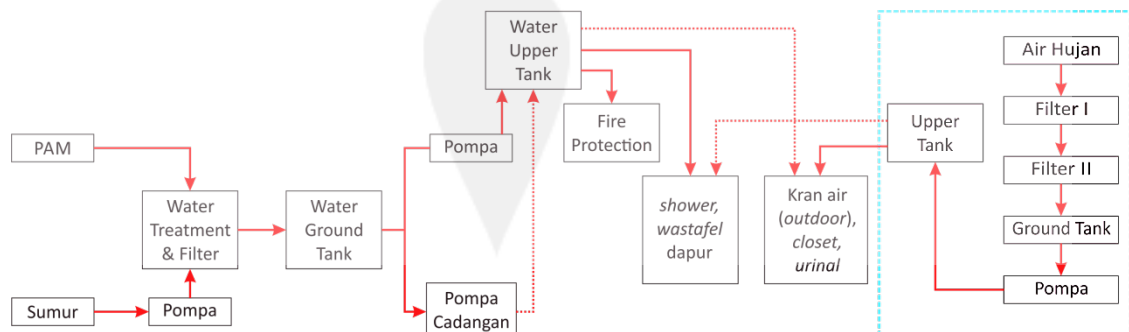 PAM
Sumur
Pompa
Water
Treatment
& Filter
Water
Ground
Tank
Pompa
Pompa
Cadangan
Water
Upper
Tank
Fire
Protection
shower,
wastafel
dapur
Kran air
(outdoor),
closet,
urinal
Upper
Tank
Air Hujan
Filter I
Filter II
Ground Tank
Pompa